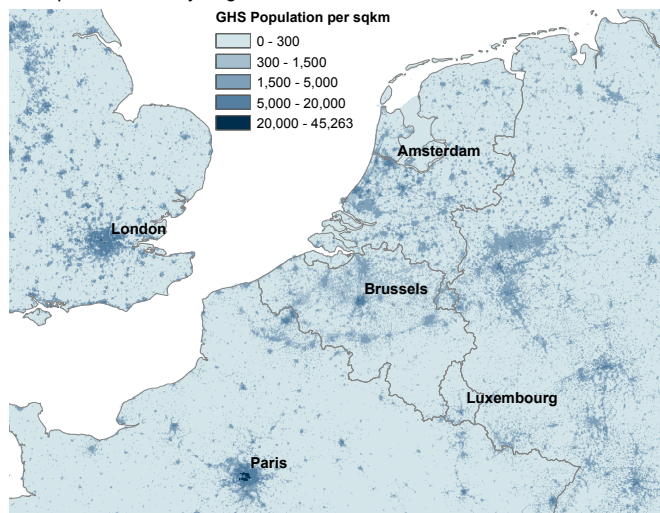 GHS Population per sqkm
0 - 300
300 - 1,500
1,500 - 5,000
5,000 - 20,000
20,000 - 45,263
Amsterdam
London
Brussels
Luxembourg
Paris